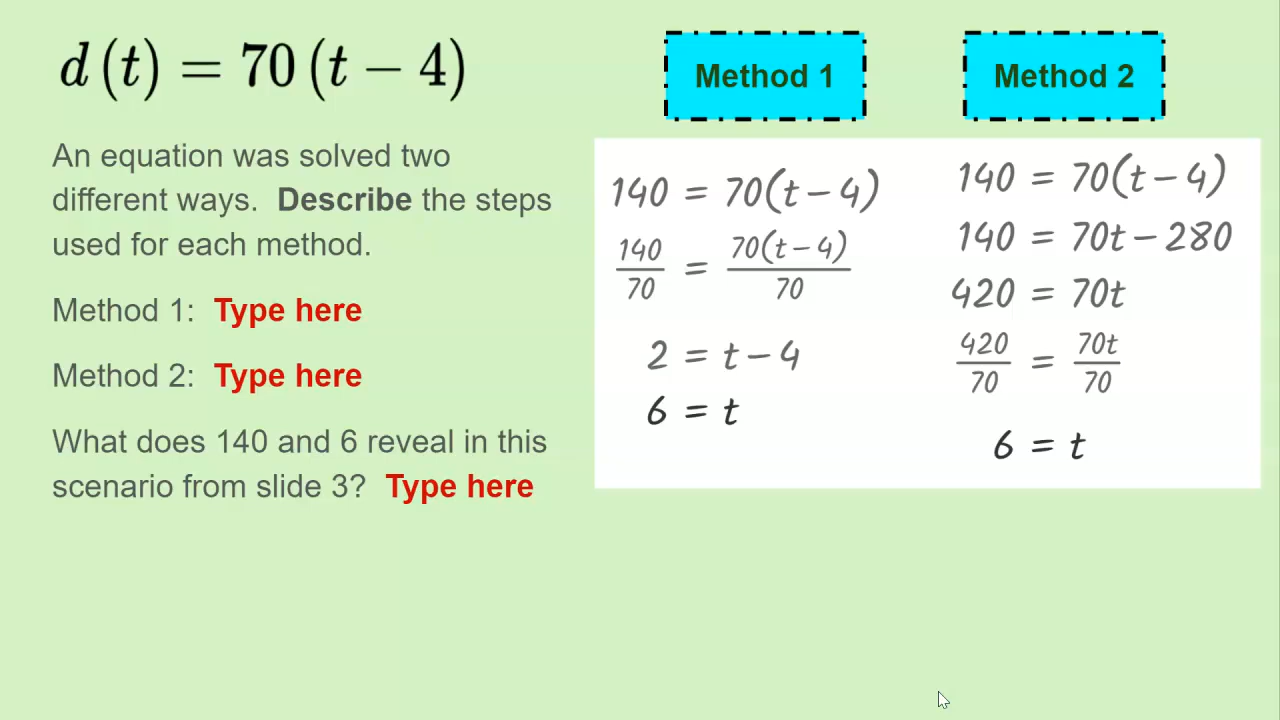 d(t) = 70(t − 4)
An equation was solved two
different ways. Describe the steps
used for each method.
Method 1: Type here
Method 2: Type here
What does 140 and 6 reveal in this
scenario from slide 3? Type here
Method 1
140 = 70(t − 4)
140/70 = 70(t − 4)/70
2 = t − 4
6 = t
Method 2
140 = 70(t − 4)
140 = 70t − 280
420 = 70t
420/70 = 70t/70
6 = t